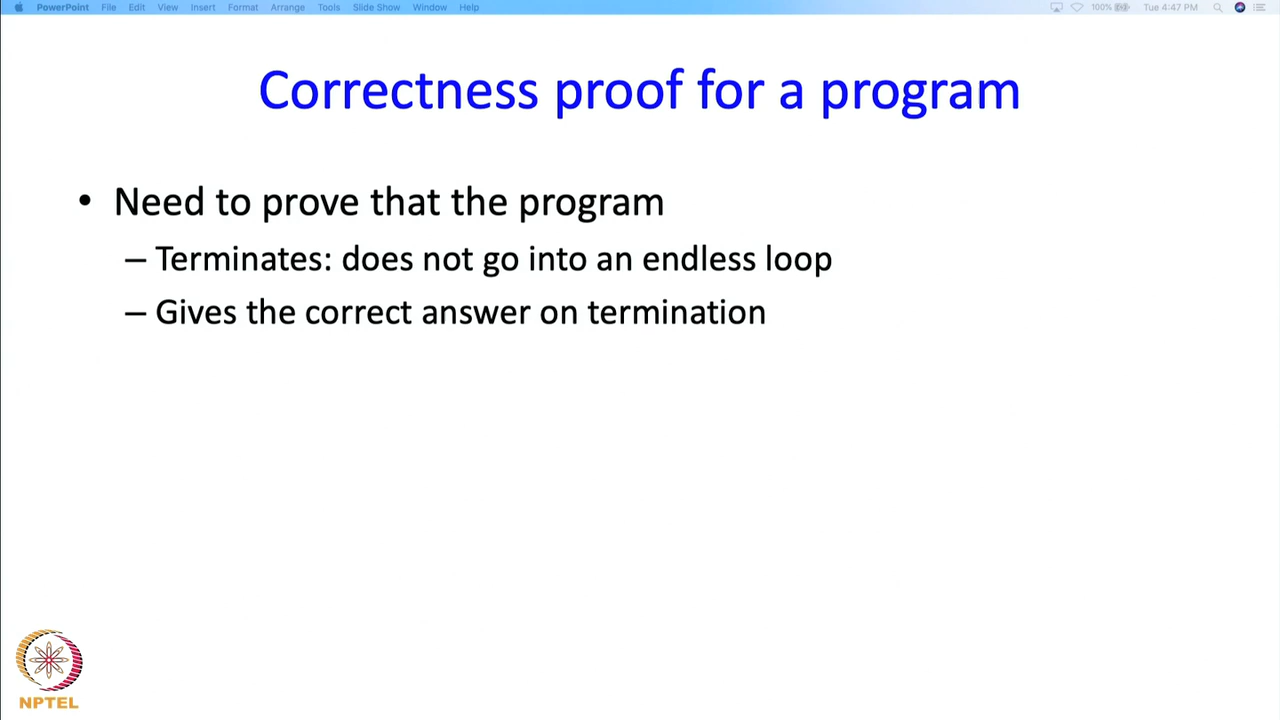 PowerPoint File Edit View Insert Format Arrange Tools Slide Show Window Help 100% Tue 4:47 PM
Correctness proof for a program
• Need to prove that the program
– Terminates: does not go into an endless loop
– Gives the correct answer on termination
NPTEL